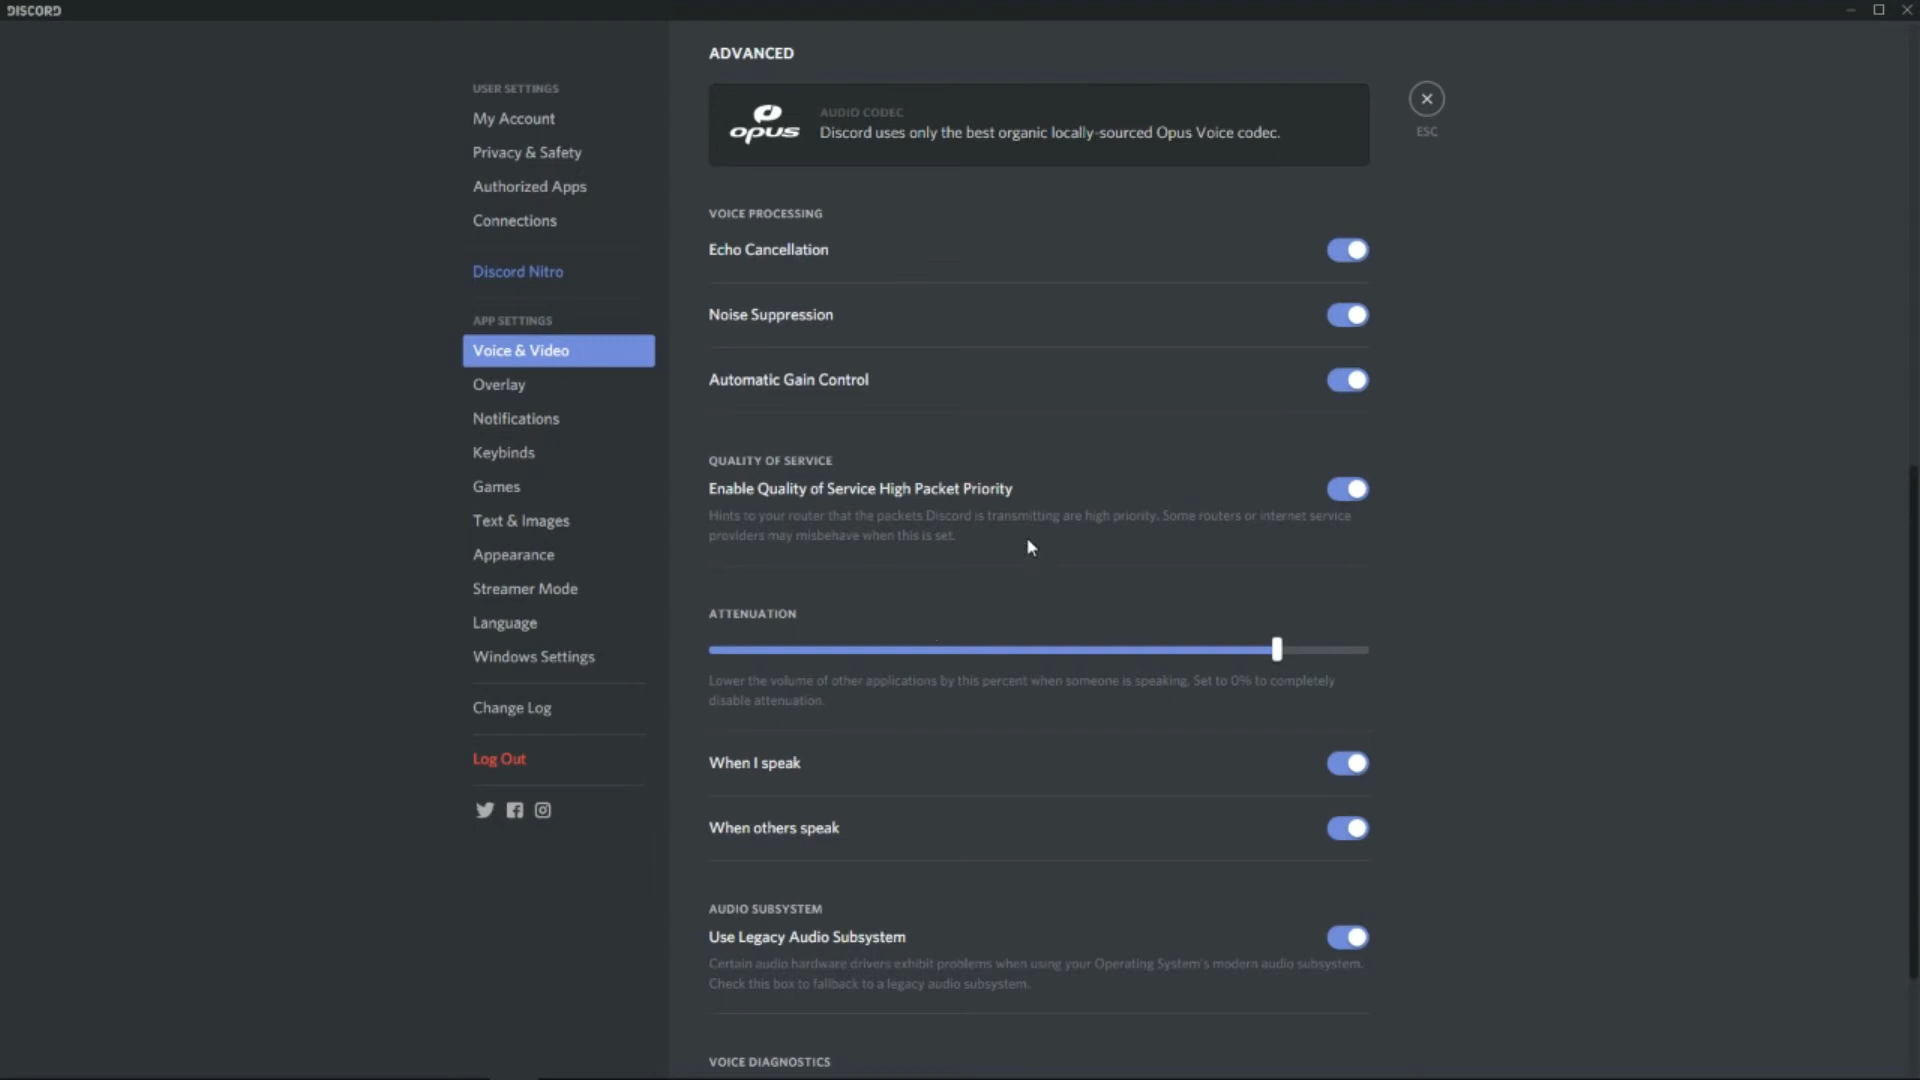 DISCORD
USER SETTINGS
My Account
Privacy & Safety
Authorized Apps
Connections
Discord Nitro
APP SETTINGS
Voice & Video
Overlay
Notifications
Keybinds
Games
Text & Images
Appearance
Streamer Mode
Language
Windows Settings
Change Log
Log Out
ADVANCED
opus
AUDIO CODEC
Discord uses only the best organic locally-sourced Opus Voice codec.
ESC
VOICE PROCESSING
Echo Cancellation
Noise Suppression
Automatic Gain Control
QUALITY OF SERVICE
Enable Quality of Service High Packet Priority
Hints to your router that the packets Discord is transmitting are high priority. Some routers or internet service
providers may misbehave when this is set.
ATTENUATION
Lower the volume of other applications by this percent when someone is speaking. Set to 0% to completely
disable attenuation.
When I speak
When others speak
AUDIO SUBSYSTEM
Use Legacy Audio Subsystem
Certain audio hardware drivers exhibit problems when using your Operating System's modern audio subsystem.
Check this box to fallback to a legacy audio subsystem.
VOICE DIAGNOSTICS